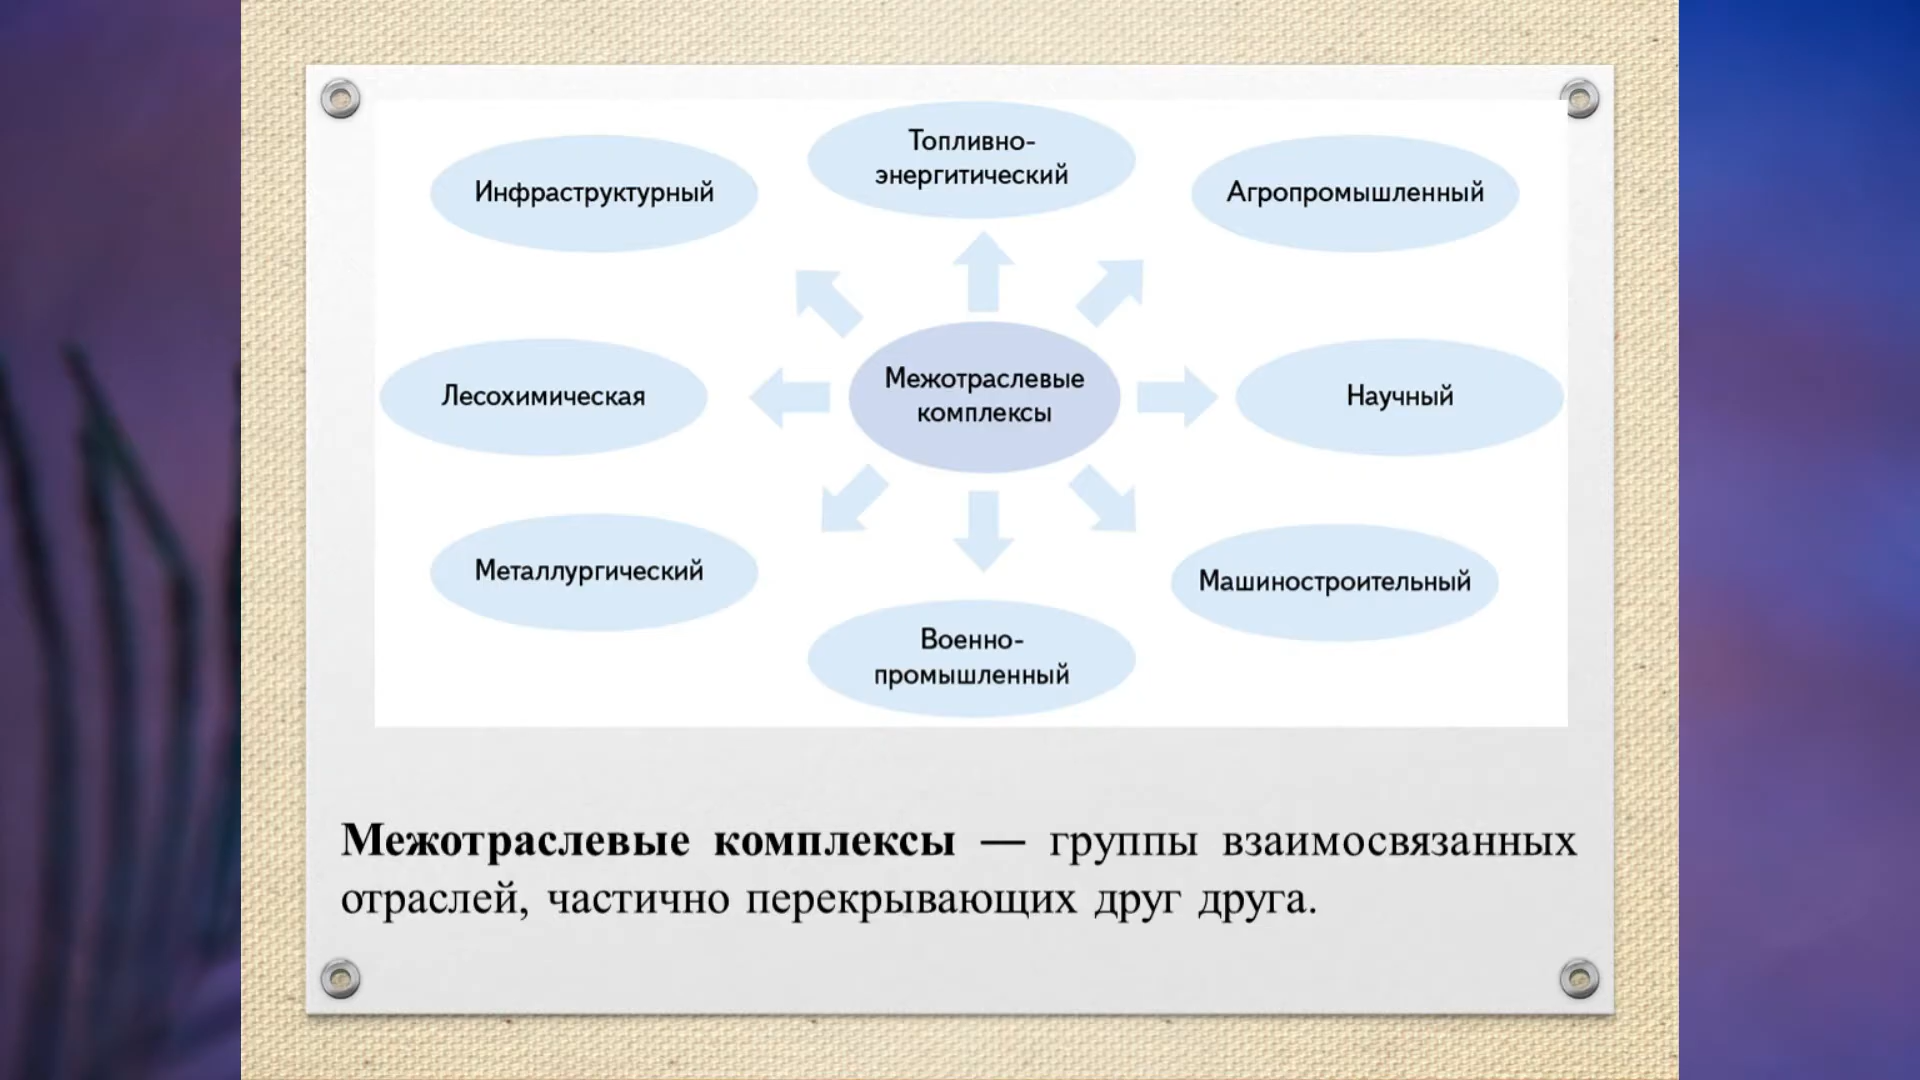 Топливно-
энергитический
Инфраструктурный
Агропромышленный
Межотраслевые
комплексы
Лесохимическая
Научный
Металлургический
Машиностроительный
Военно-
промышленный
Межотраслевые комплексы — группы взаимосвязанных
отраслей, частично перекрывающих друг друга.